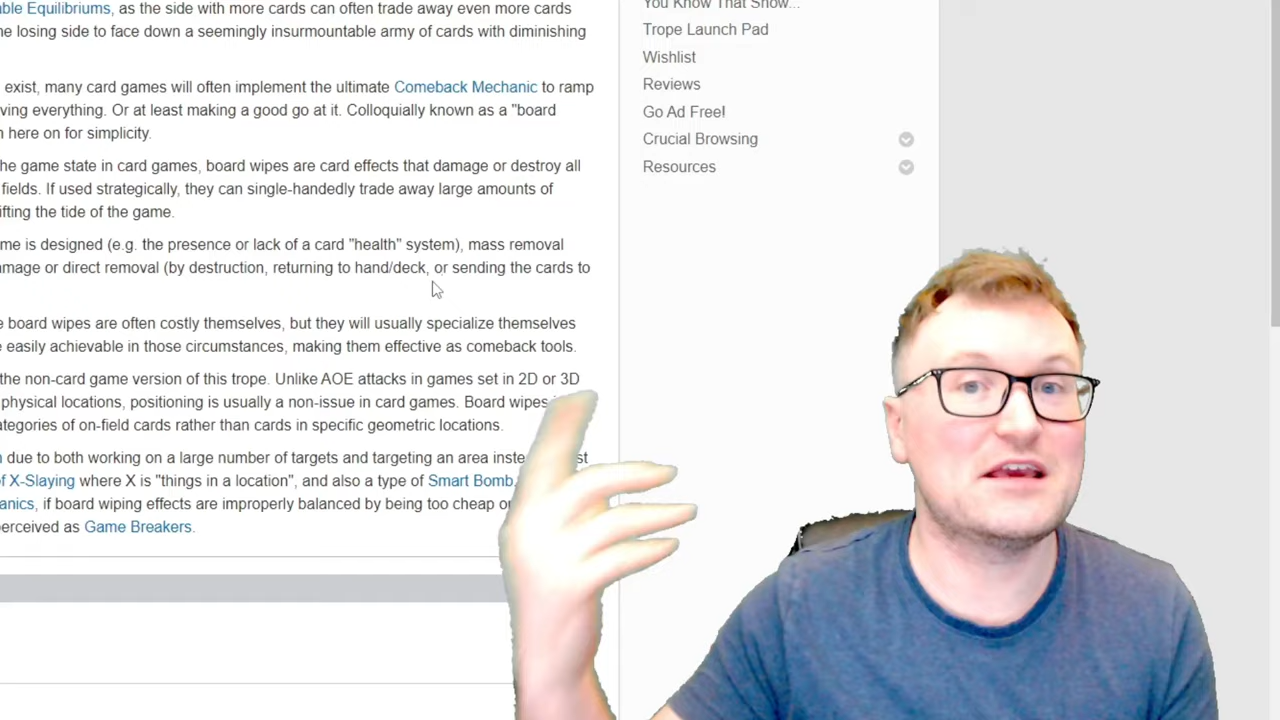 able Equilibriums, as the side with more cards can often trade away even more cards
ne losing side to face down a seemingly insurmountable army of cards with diminishing
exist, many card games will often implement the ultimate Comeback Mechanic to ramp
ving everything. Or at least making a good go at it. Colloquially known as a "board
n here on for simplicity.
he game state in card games, board wipes are card effects that damage or destroy all
fields. If used strategically, they can single-handedly trade away large amounts of
ifting the tide of the game.
me is designed (e.g. the presence or lack of a card "health" system), mass removal
amage or direct removal (by destruction, returning to hand/deck, or sending the cards to
e board wipes are often costly themselves, but they will usually specialize themselves
e easily achievable in those circumstances, making them effective as comeback tools.
the non-card game version of this trope. Unlike AOE attacks in games set in 2D or 3D
physical locations, positioning is usually a non-issue in card games. Board wipes
ategories of on-field cards rather than cards in specific geometric locations.
due to both working on a large number of targets and targeting an area inste st
of X-Slaying where X is "things in a location", and also a type of Smart Bomb.
anics, if board wiping effects are improperly balanced by being too cheap o
perceived as Game Breakers.
You Know That Show...
Trope Launch Pad
Wishlist
Reviews
Go Ad Free!
Crucial Browsing
Resources